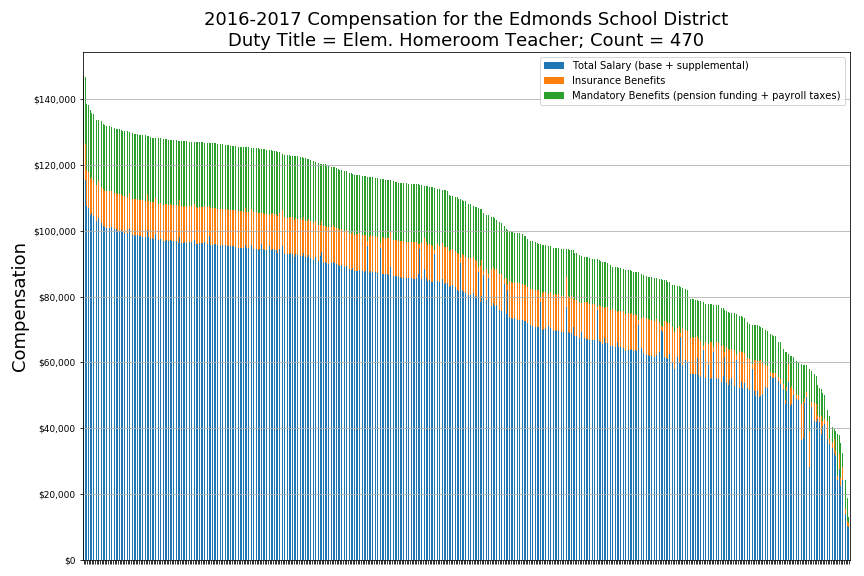 2016-2017 Compensation for the Edmonds School District
Duty Title = Elem. Homeroom Teacher; Count = 470
Total Salary (base + supplemental)
Insurance Benefits
Mandatory Benefits (pension funding + payroll taxes)
$140,000
$120,000
$100,000
$80,000
$60,000
$40,000
$20,000
$0
Compensation